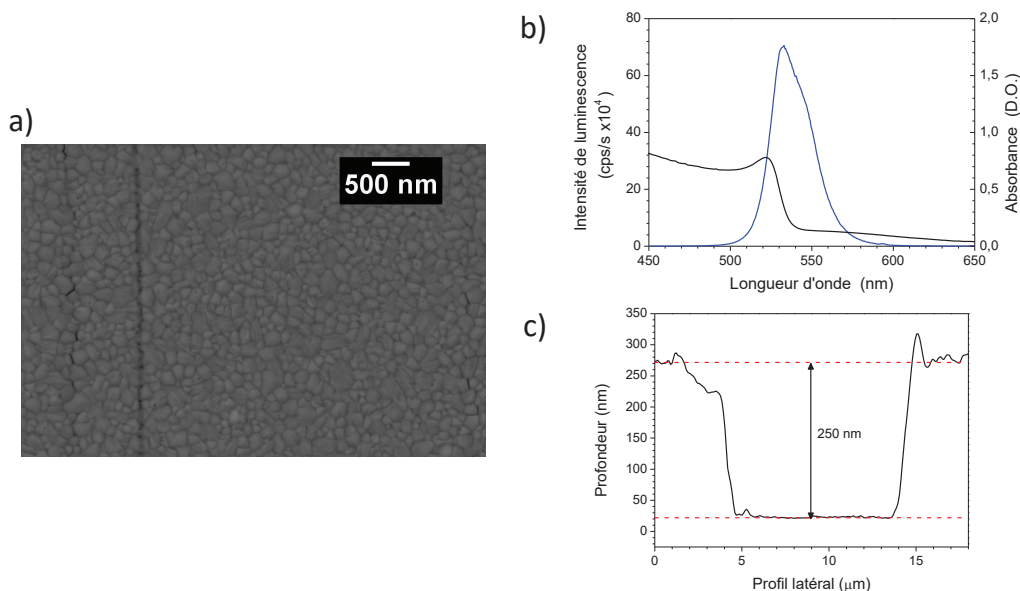 a)
500 nm
b)
Intensité de luminescence
(cps/s x10⁴)
80
60
40
20
0
2,0
1,5
1,0
0,5
0,0
Absorbance (D.O.)
450
500
550
600
650
Longueur d'onde (nm)
c)
Profondeur (nm)
350
300
250
200
150
100
50
0
250 nm
0
5
10
15
Profil latéral (μm)